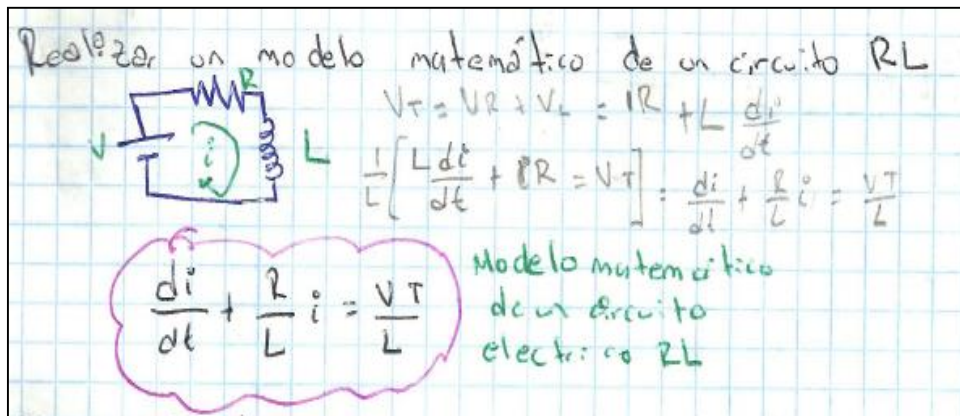 Realizar un modelo matemático de un circuito RL
R
V
i
L
VT = VR + VL = iR + L di/dt
1/L [L di/dt + iR = VT] = di/dt + R/L i = VT/L
di/dt + R/L i = VT/L
Modelo matemático
de un circuito
electrico RL